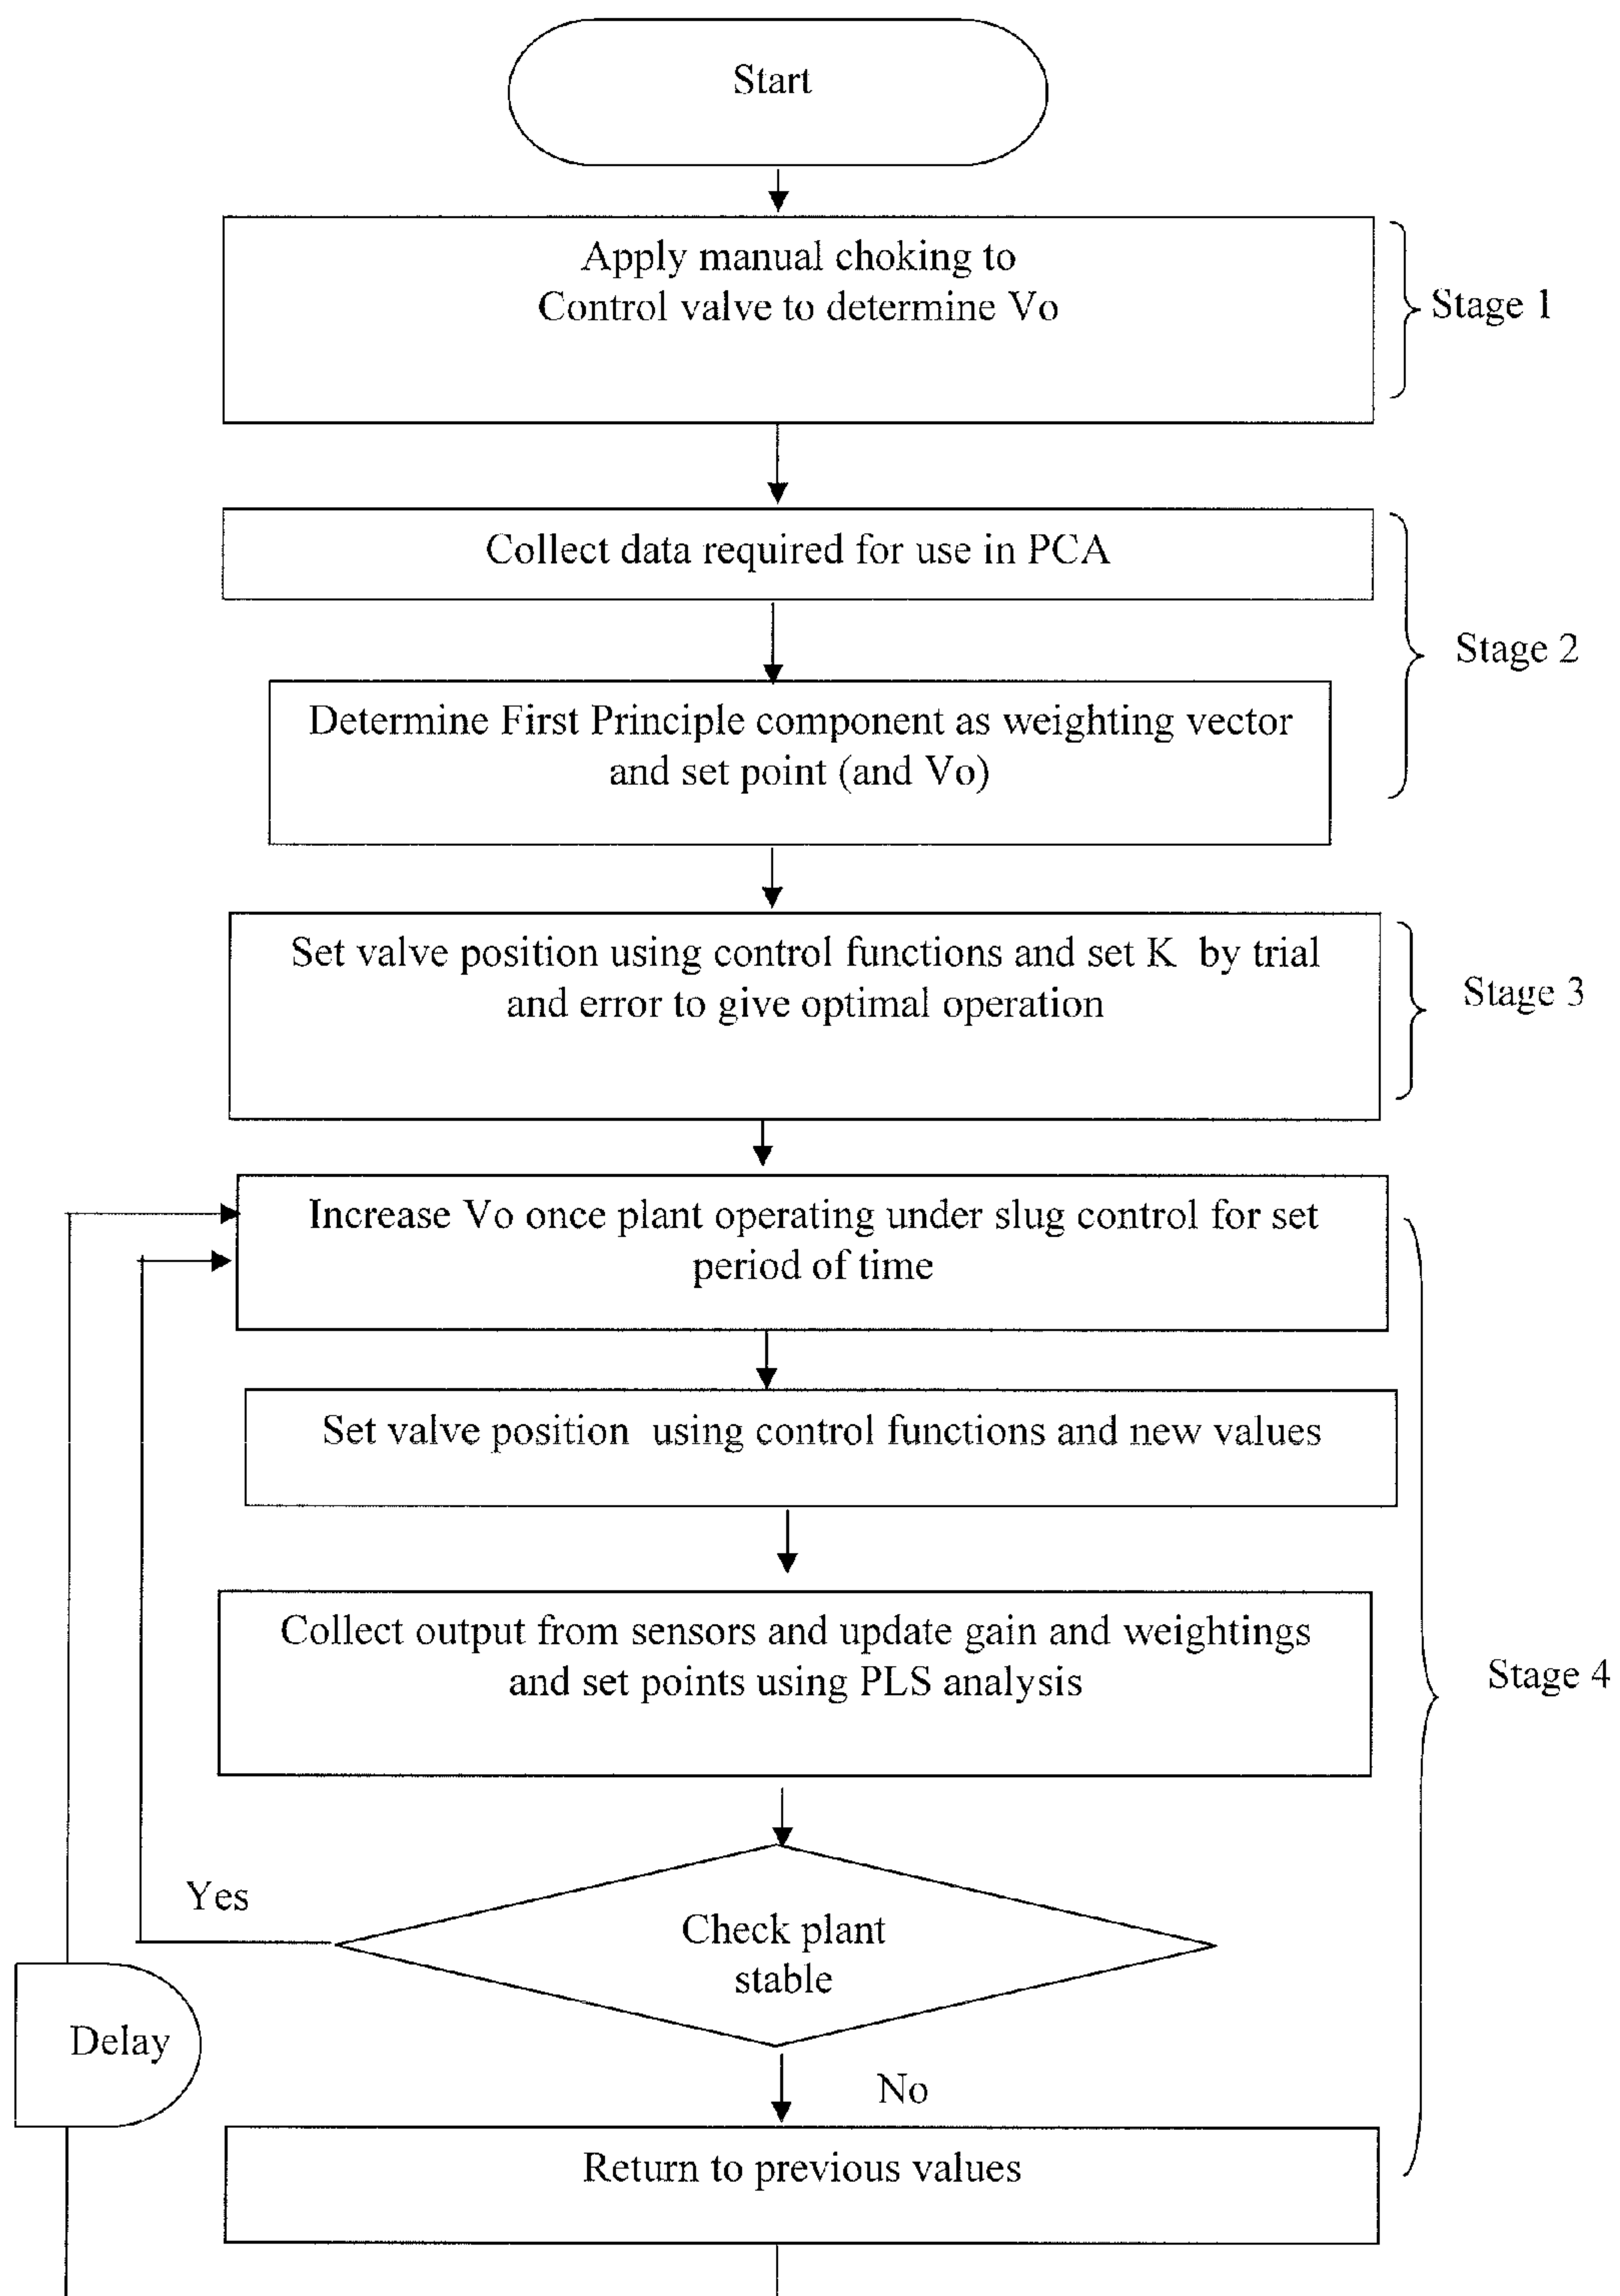 Start
Apply manual choking to
Control valve to determine Vo
Stage 1
Collect data required for use in PCA
Stage 2
Determine First Principle component as weighting vector
and set point (and Vo)
Set valve position using control functions and set K by trial
and error to give optimal operation
Stage 3
Increase Vo once plant operating under slug control for set
period of time
Set valve position using control functions and new values
Collect output from sensors and update gain and weightings
and set points using PLS analysis
Stage 4
Yes
Check plant
stable
Delay
No
Return to previous values